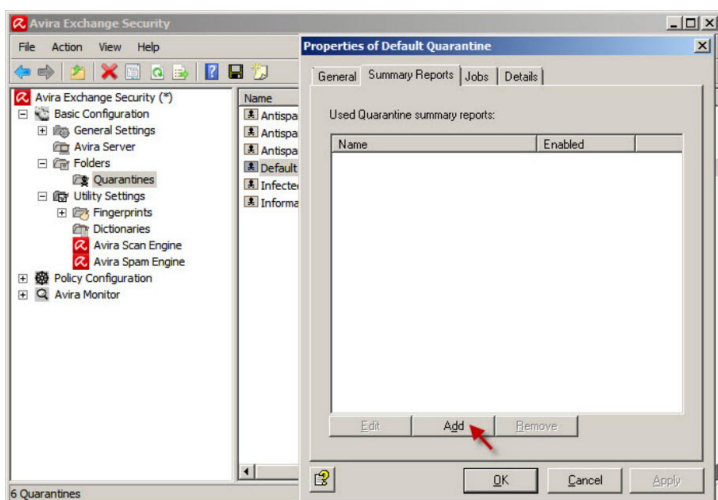 Avira Exchange Security
File Action View Help
Avira Exchange Security (*)
Basic Configuration
General Settings
Avira Server
Folders
Quarantines
Utility Settings
Fingerprints
Dictionaries
Avira Scan Engine
Avira Spam Engine
Policy Configuration
Avira Monitor
Name
Antispa
Antispa
Antispa
Default
Infecte
Informa
6 Quarantines
Properties of Default Quarantine
General Summary Reports Jobs Details
Used Quarantine summary reports:
Name Enabled
Edit Add Remove
OK Cancel Apply